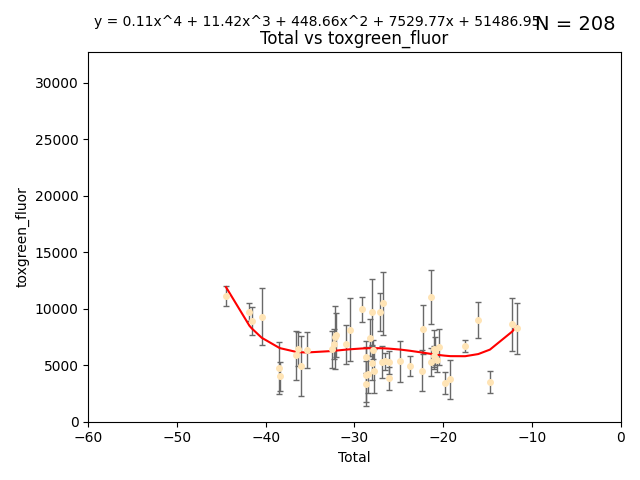 y = 0.11x^4 + 11.42x^3 + 448.66x^2 + 7529.77x + 51486.95
N = 208
Total vs toxgreen_fluor
30000
25000
20000
15000
10000
5000
0
toxgreen_fluor
−60 −50 −40 −30 −20 −10 0
Total